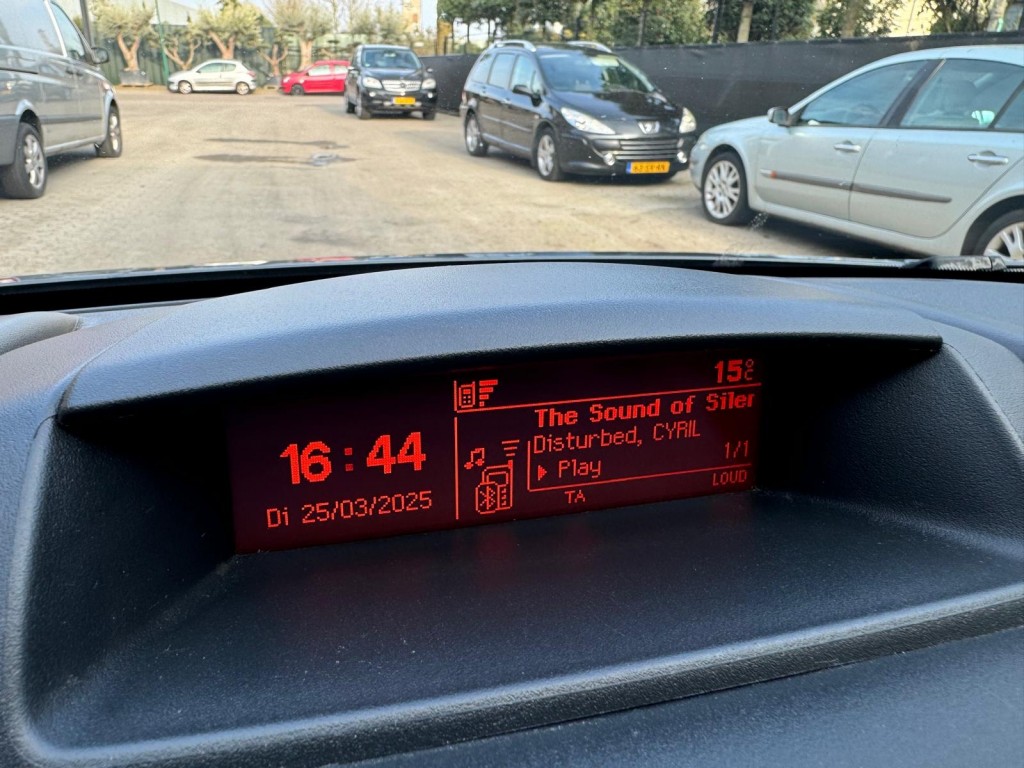 15°C
The Sound of Siler
Disturbed, CYRIL
16:44
Play
1/1
Di 25/03/2025
TA
LOUD